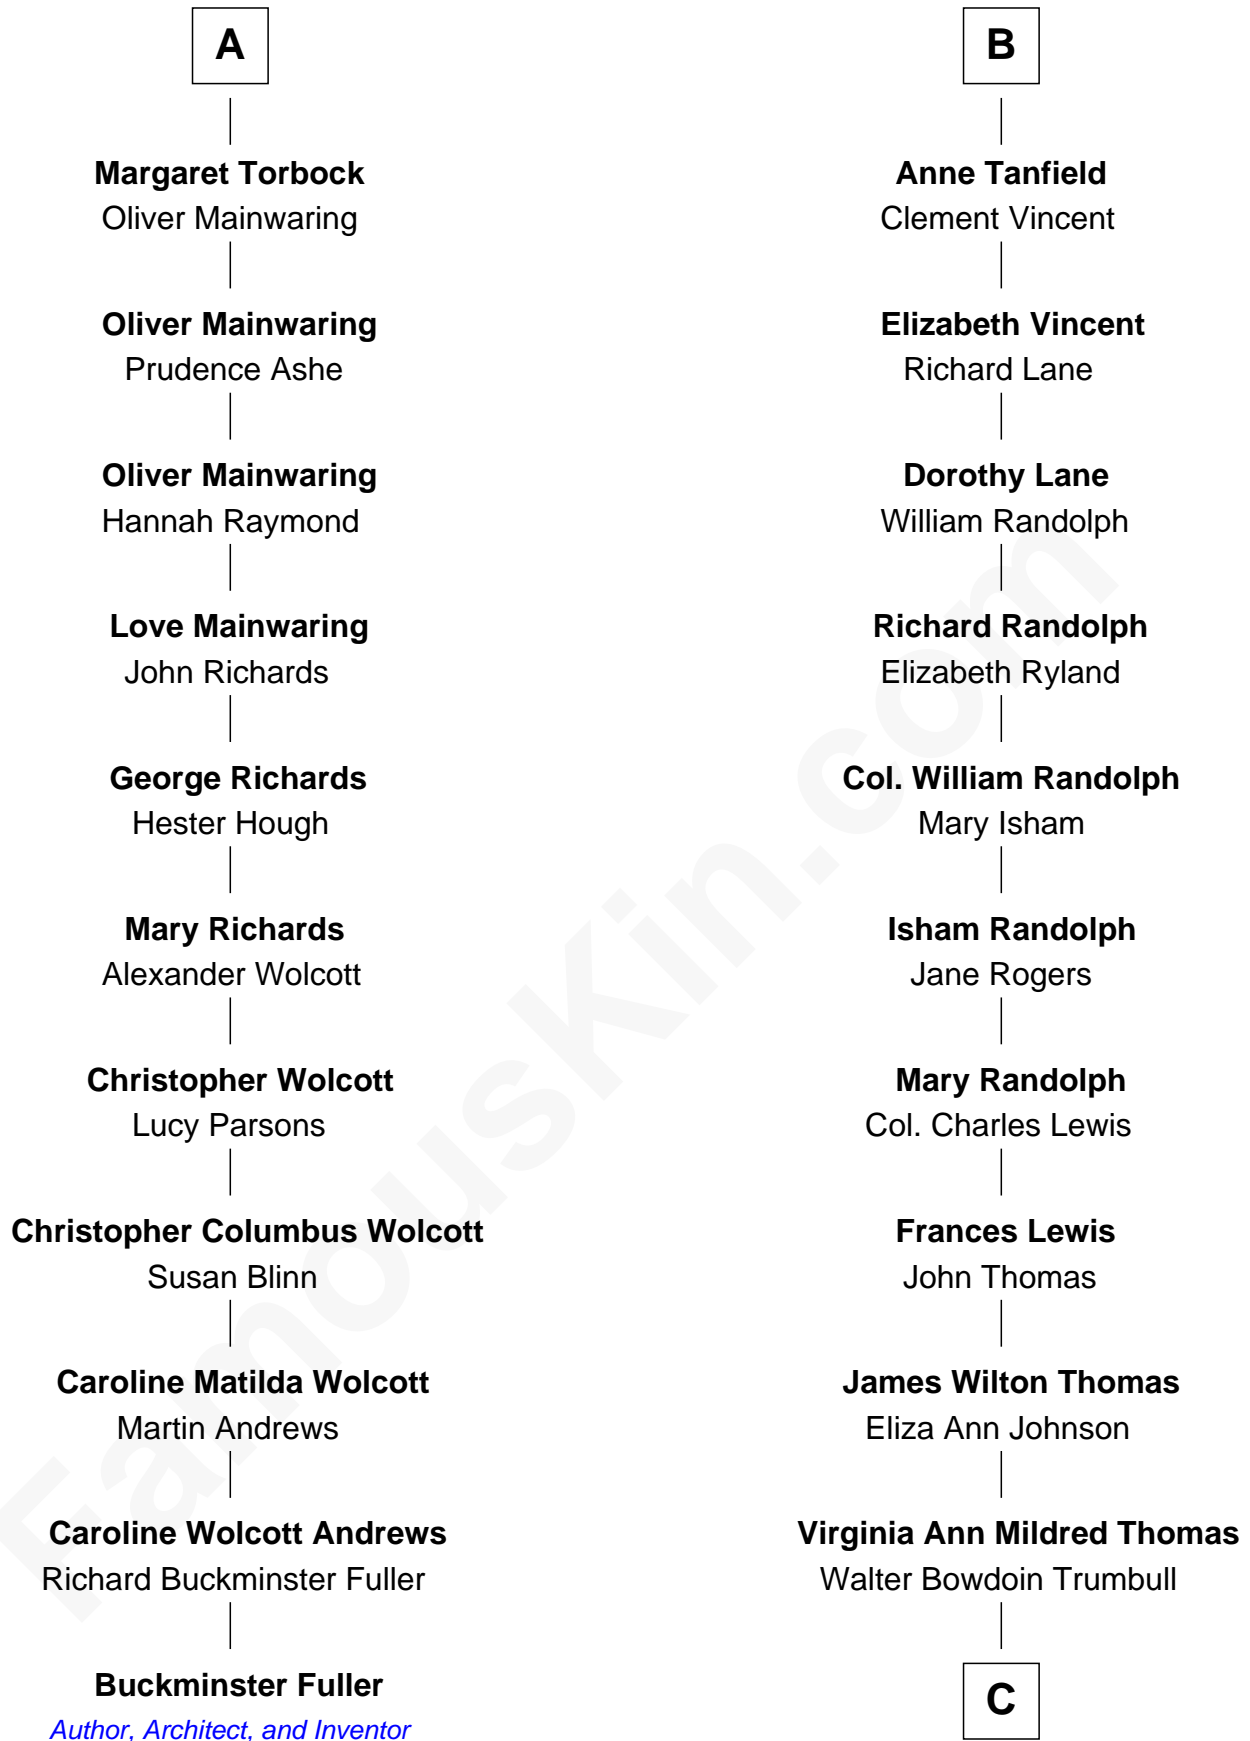 A
Margaret Torbock
Oliver Mainwaring
Oliver Mainwaring
Prudence Ashe
Oliver Mainwaring
Hannah Raymond
Love Mainwaring
John Richards
George Richards
Hester Hough
Mary Richards
Alexander Wolcott
Christopher Wolcott
Lucy Parsons
Christopher Columbus Wolcott
Susan Blinn
Caroline Matilda Wolcott
Martin Andrews
Caroline Wolcott Andrews
Richard Buckminster Fuller
Buckminster Fuller
Author, Architect, and Inventor
B
Anne Tanfield
Clement Vincent
Elizabeth Vincent
Richard Lane
Dorothy Lane
William Randolph
Richard Randolph
Elizabeth Ryland
Col. William Randolph
Mary Isham
Isham Randolph
Jane Rogers
Mary Randolph
Col. Charles Lewis
Frances Lewis
John Thomas
James Wilton Thomas
Eliza Ann Johnson
Virginia Ann Mildred Thomas
Walter Bowdoin Trumbull
C
FamousKin.com